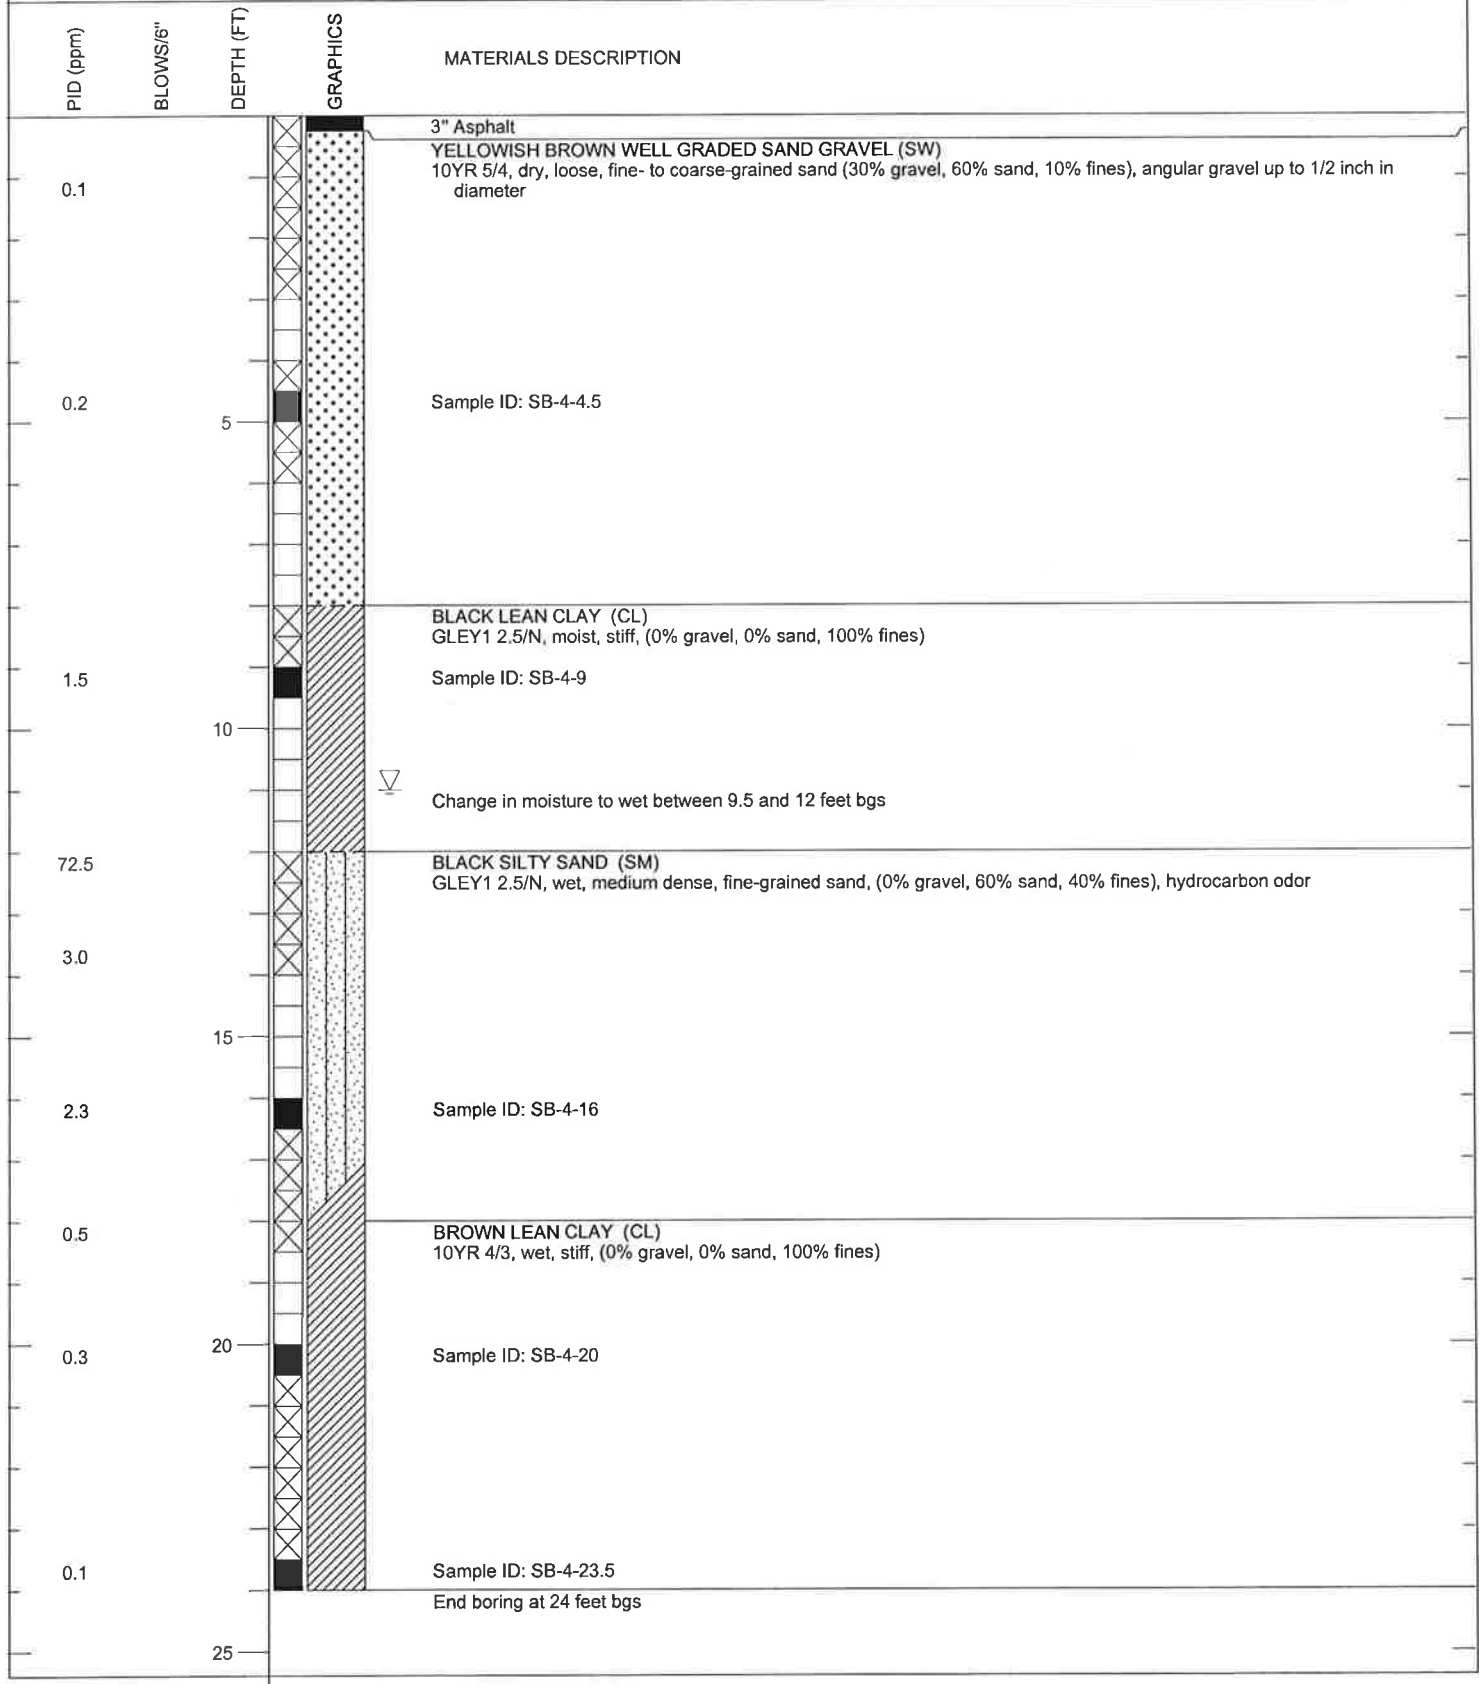 PID (ppm) BLOWS/6" DEPTH (FT) GRAPHICS MATERIALS DESCRIPTION
3" Asphalt
YELLOWISH BROWN WELL GRADED SAND GRAVEL (SW)
10YR 5/4, dry, loose, fine- to coarse-grained sand (30% gravel, 60% sand, 10% fines), angular gravel up to 1/2 inch in
0.1
diameter
0.2 Sample ID: SB-4-4.5
5
BLACK LEAN CLAY (CL)
GLEY1 2.5/N, moist, stiff, (0% gravel, 0% sand, 100% fines)
1.5 Sample ID: SB-4-9
10
Change in moisture to wet between 9.5 and 12 feet bgs
72.5 BLACK SILTY SAND (SM)
GLEY1 2.5/N, wet, medium dense, fine-grained sand, (0% gravel, 60% sand, 40% fines), hydrocarbon odor
3.0
15
2.3 Sample ID: SB-4-16
0.5 BROWN LEAN CLAY (CL)
10YR 4/3, wet, stiff, (0% gravel, 0% sand, 100% fines)
20
0.3 Sample ID: SB-4-20
0.1 Sample ID: SB-4-23.5
End boring at 24 feet bgs
25